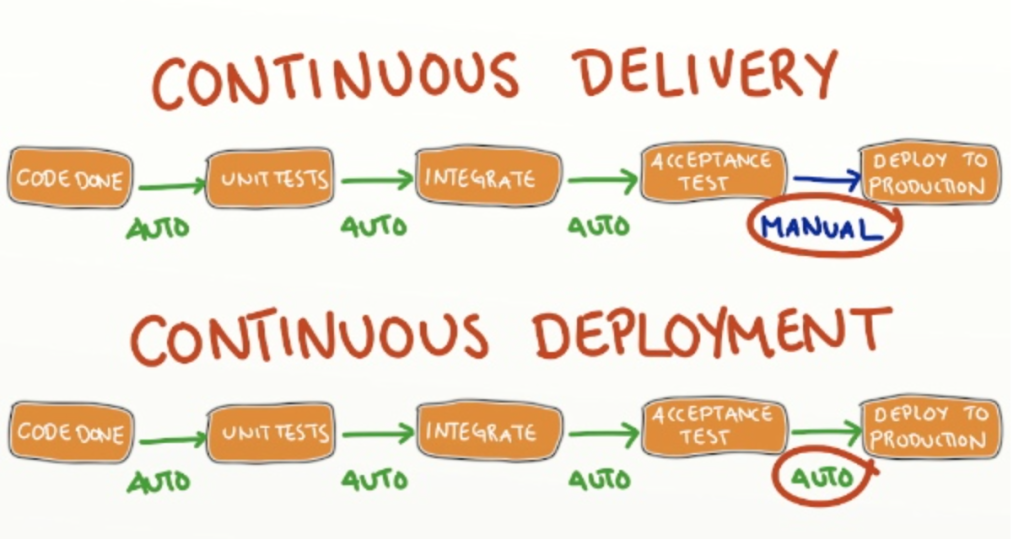 CONTINUOUS DELIVERY
CODE DONE
UNIT TESTS
INTEGRATE
ACCEPTANCE
TEST
DEPLOY TO
PRODUCTION
AUTO
AUTO
AUTO
MANUAL
CONTINUOUS DEPLOYMENT
CODE DONE
UNIT TESTS
INTEGRATE
ACCEPTANCE
TEST
DEPLOY TO
PRODUCTION
AUTO
AUTO
AUTO
AUTO